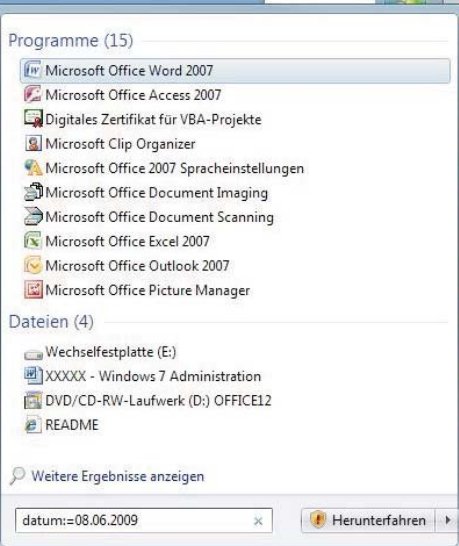 Programme (15)
Microsoft Office Word 2007
Microsoft Office Access 2007
Digitales Zertifikat für VBA-Projekte
Microsoft Clip Organizer
Microsoft Office 2007 Spracheinstellungen
Microsoft Office Document Imaging
Microsoft Office Document Scanning
Microsoft Office Excel 2007
Microsoft Office Outlook 2007
Microsoft Office Picture Manager
Dateien (4)
Wechselfestplatte (E:)
XXXXX - Windows 7 Administration
DVD/CD-RW-Laufwerk (D:) OFFICE12
README
Weitere Ergebnisse anzeigen
datum:=08.06.2009 Herunterfahren